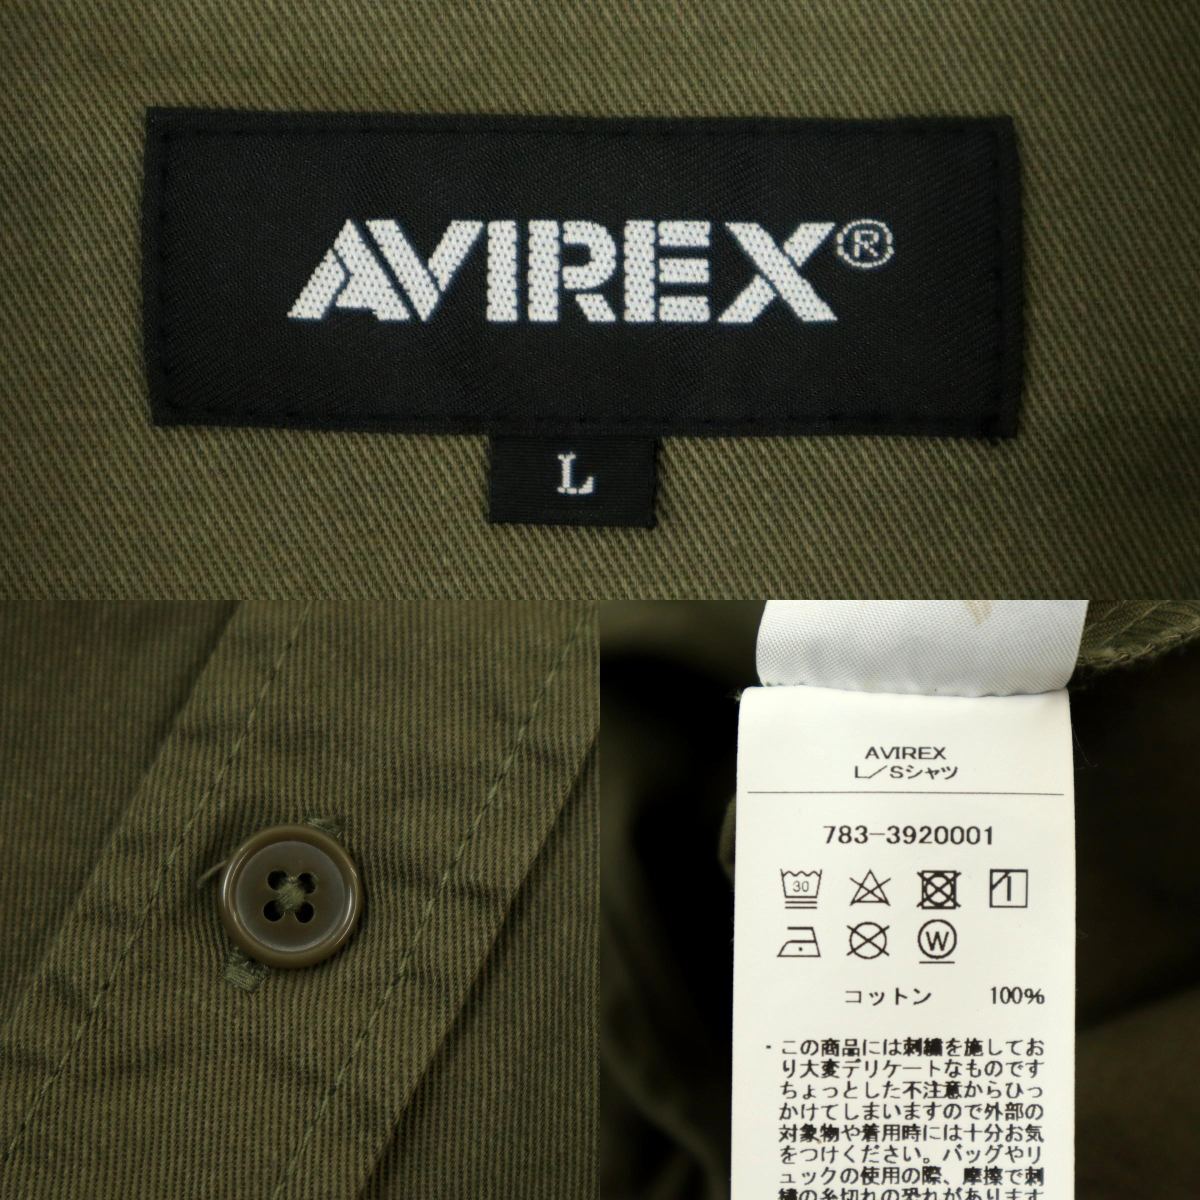 AVIREX®
L
AVIREX
L／Sシャツ
783-3920001
30
W
コットン 100%
・この商品には刺繍を施してお
り大変デリケートなものです
ちょっとした不注意からひっ
かけてしまいますので外部の
対象物や着用時には十分お気
をつけください。バッグやリ
ュックの使用の際、摩擦で刺
繍の糸切れの恐れがあります